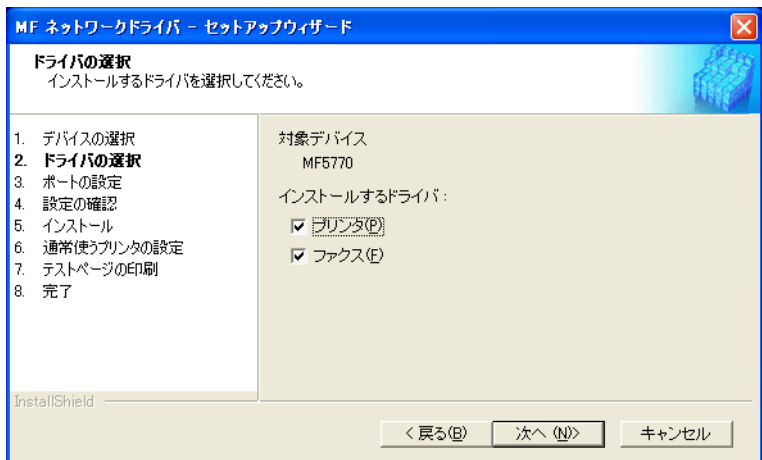 MF ネットワークドライバ - セットアップウィザード
ドライバの選択
インストールするドライバを選択してください。
1. デバイスの選択
2. ドライバの選択
3. ポートの設定
4. 設定の確認
5. インストール
6. 通常使うプリンタの設定
7. テストページの印刷
8. 完了
対象デバイス
MF5770
インストールするドライバ:
プリンタ(P)
ファクス(F)
InstallShield
< 戻る(B)
次へ (N)>
キャンセル